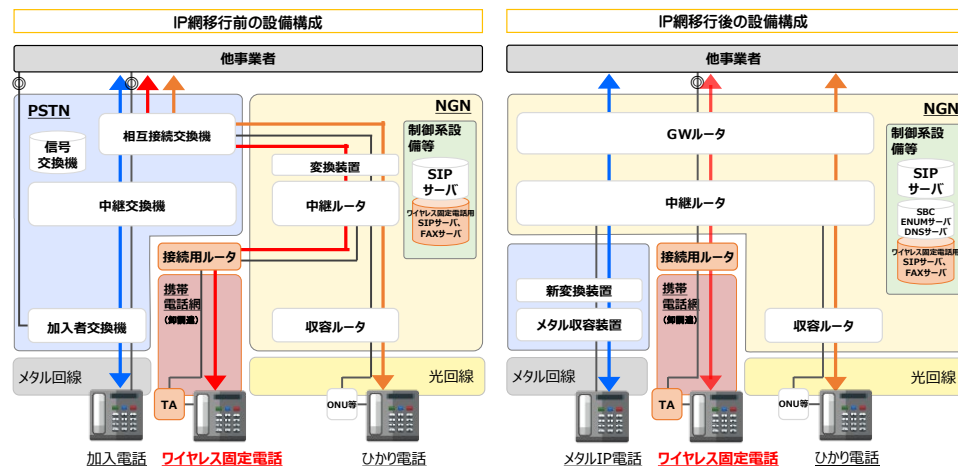 IP網移行前の設備構成
他事業者
PSTN
NGN
相互接続交換機
信号
交換機
制御系設
備等
変換装置
SIP
サーバ
中継交換機
中継ルータ
ワイヤレス固定電話用
SIPサーバ、
FAXサーバ
接続用ルータ
携帯
電話網
(卸調達)
加入者交換機
収容ルータ
メタル回線
光回線
TA
ONU等
加入電話
ワイヤレス固定電話
ひかり電話
IP網移行後の設備構成
他事業者
NGN
GWルータ
制御系設
備等
SIP
サーバ
中継ルータ
SBC
ENUMサーバ
DNSサーバ
ワイヤレス固定電話用
SIPサーバ、
FAXサーバ
接続用ルータ
新変換装置
携帯
電話網
(卸調達)
メタル収容装置
収容ルータ
メタル回線
光回線
TA
ONU等
メタルIP電話
ワイヤレス固定電話
ひかり電話